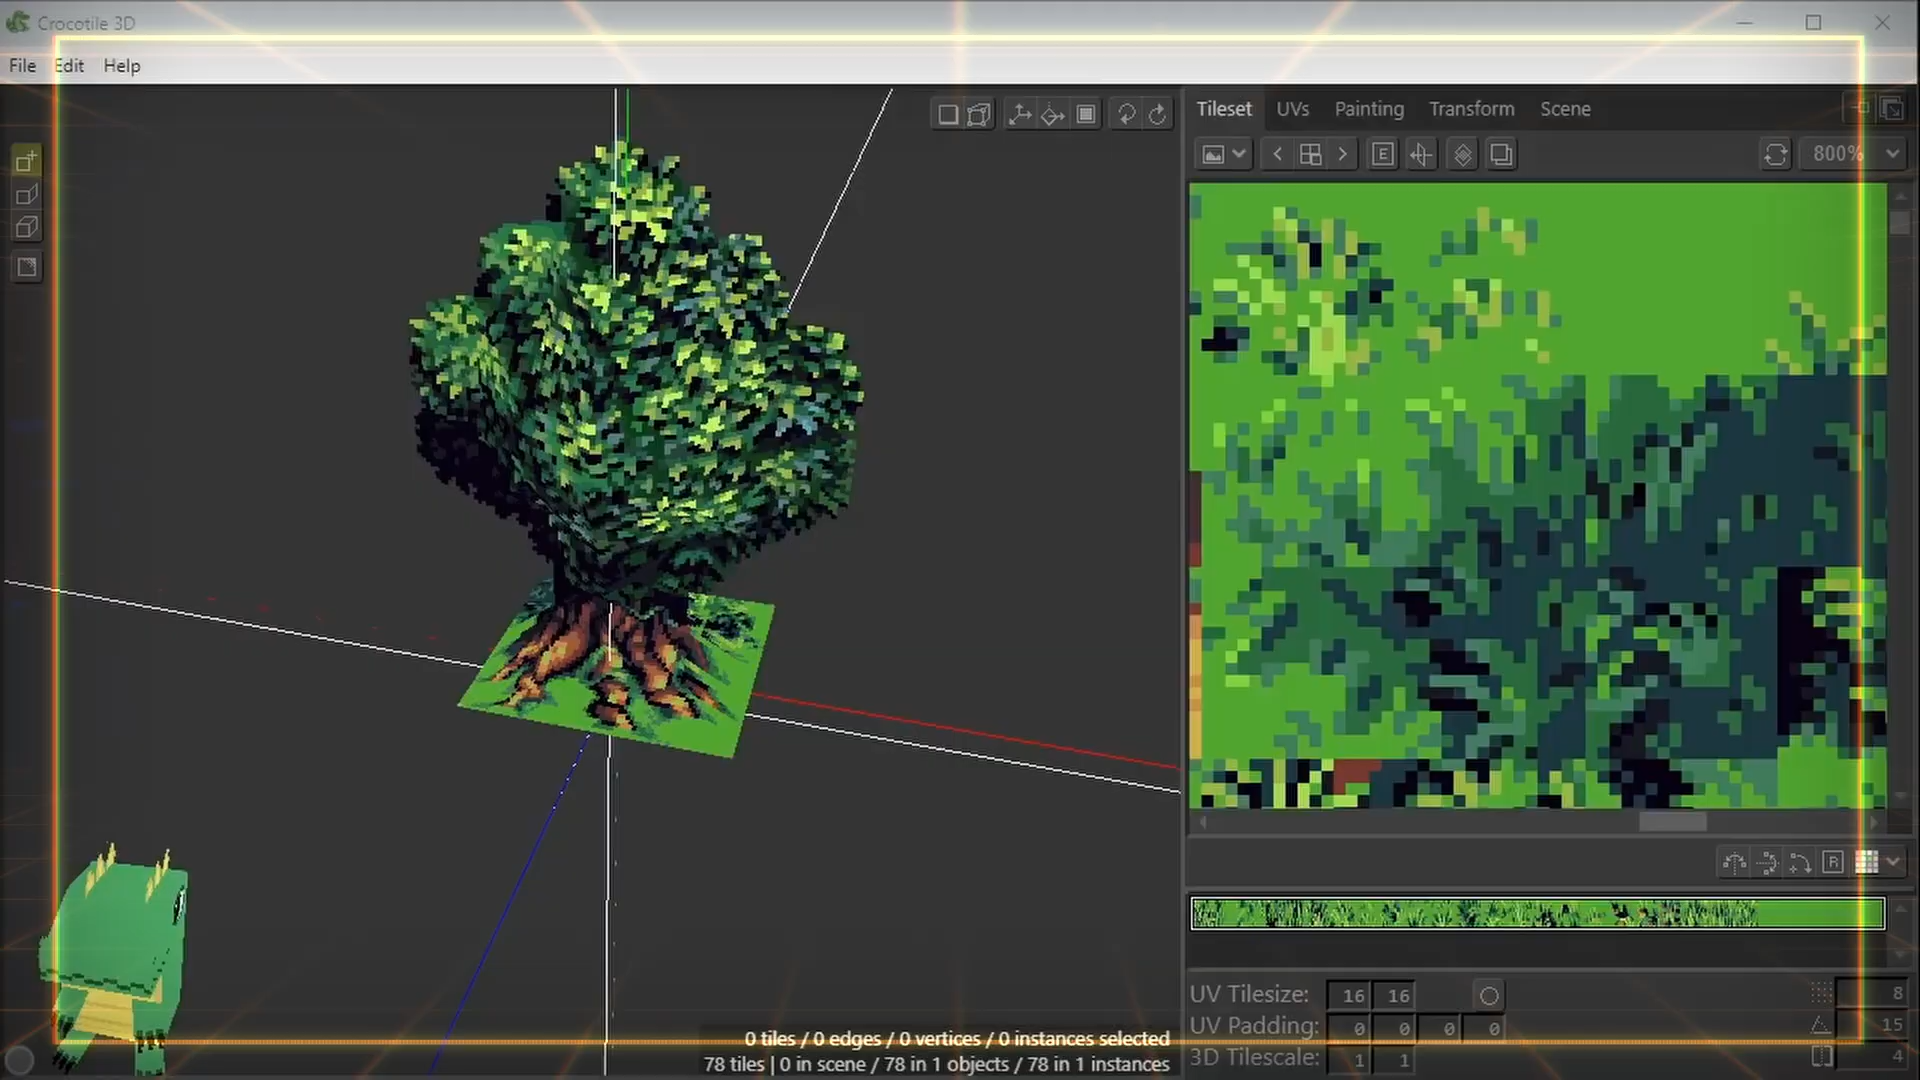 Crocotile 3D
File Edit Help
Tileset UVs Painting Transform Scene
E
800%
R
UV Tilesize: 16 16
8
UV Padding: 0 0 0 0
15
3D Tilescale: 1 1
4
0 tiles / 0 edges / 0 vertices / 0 instances selected
78 tiles | 0 in scene / 78 in 1 objects / 78 in 1 instances